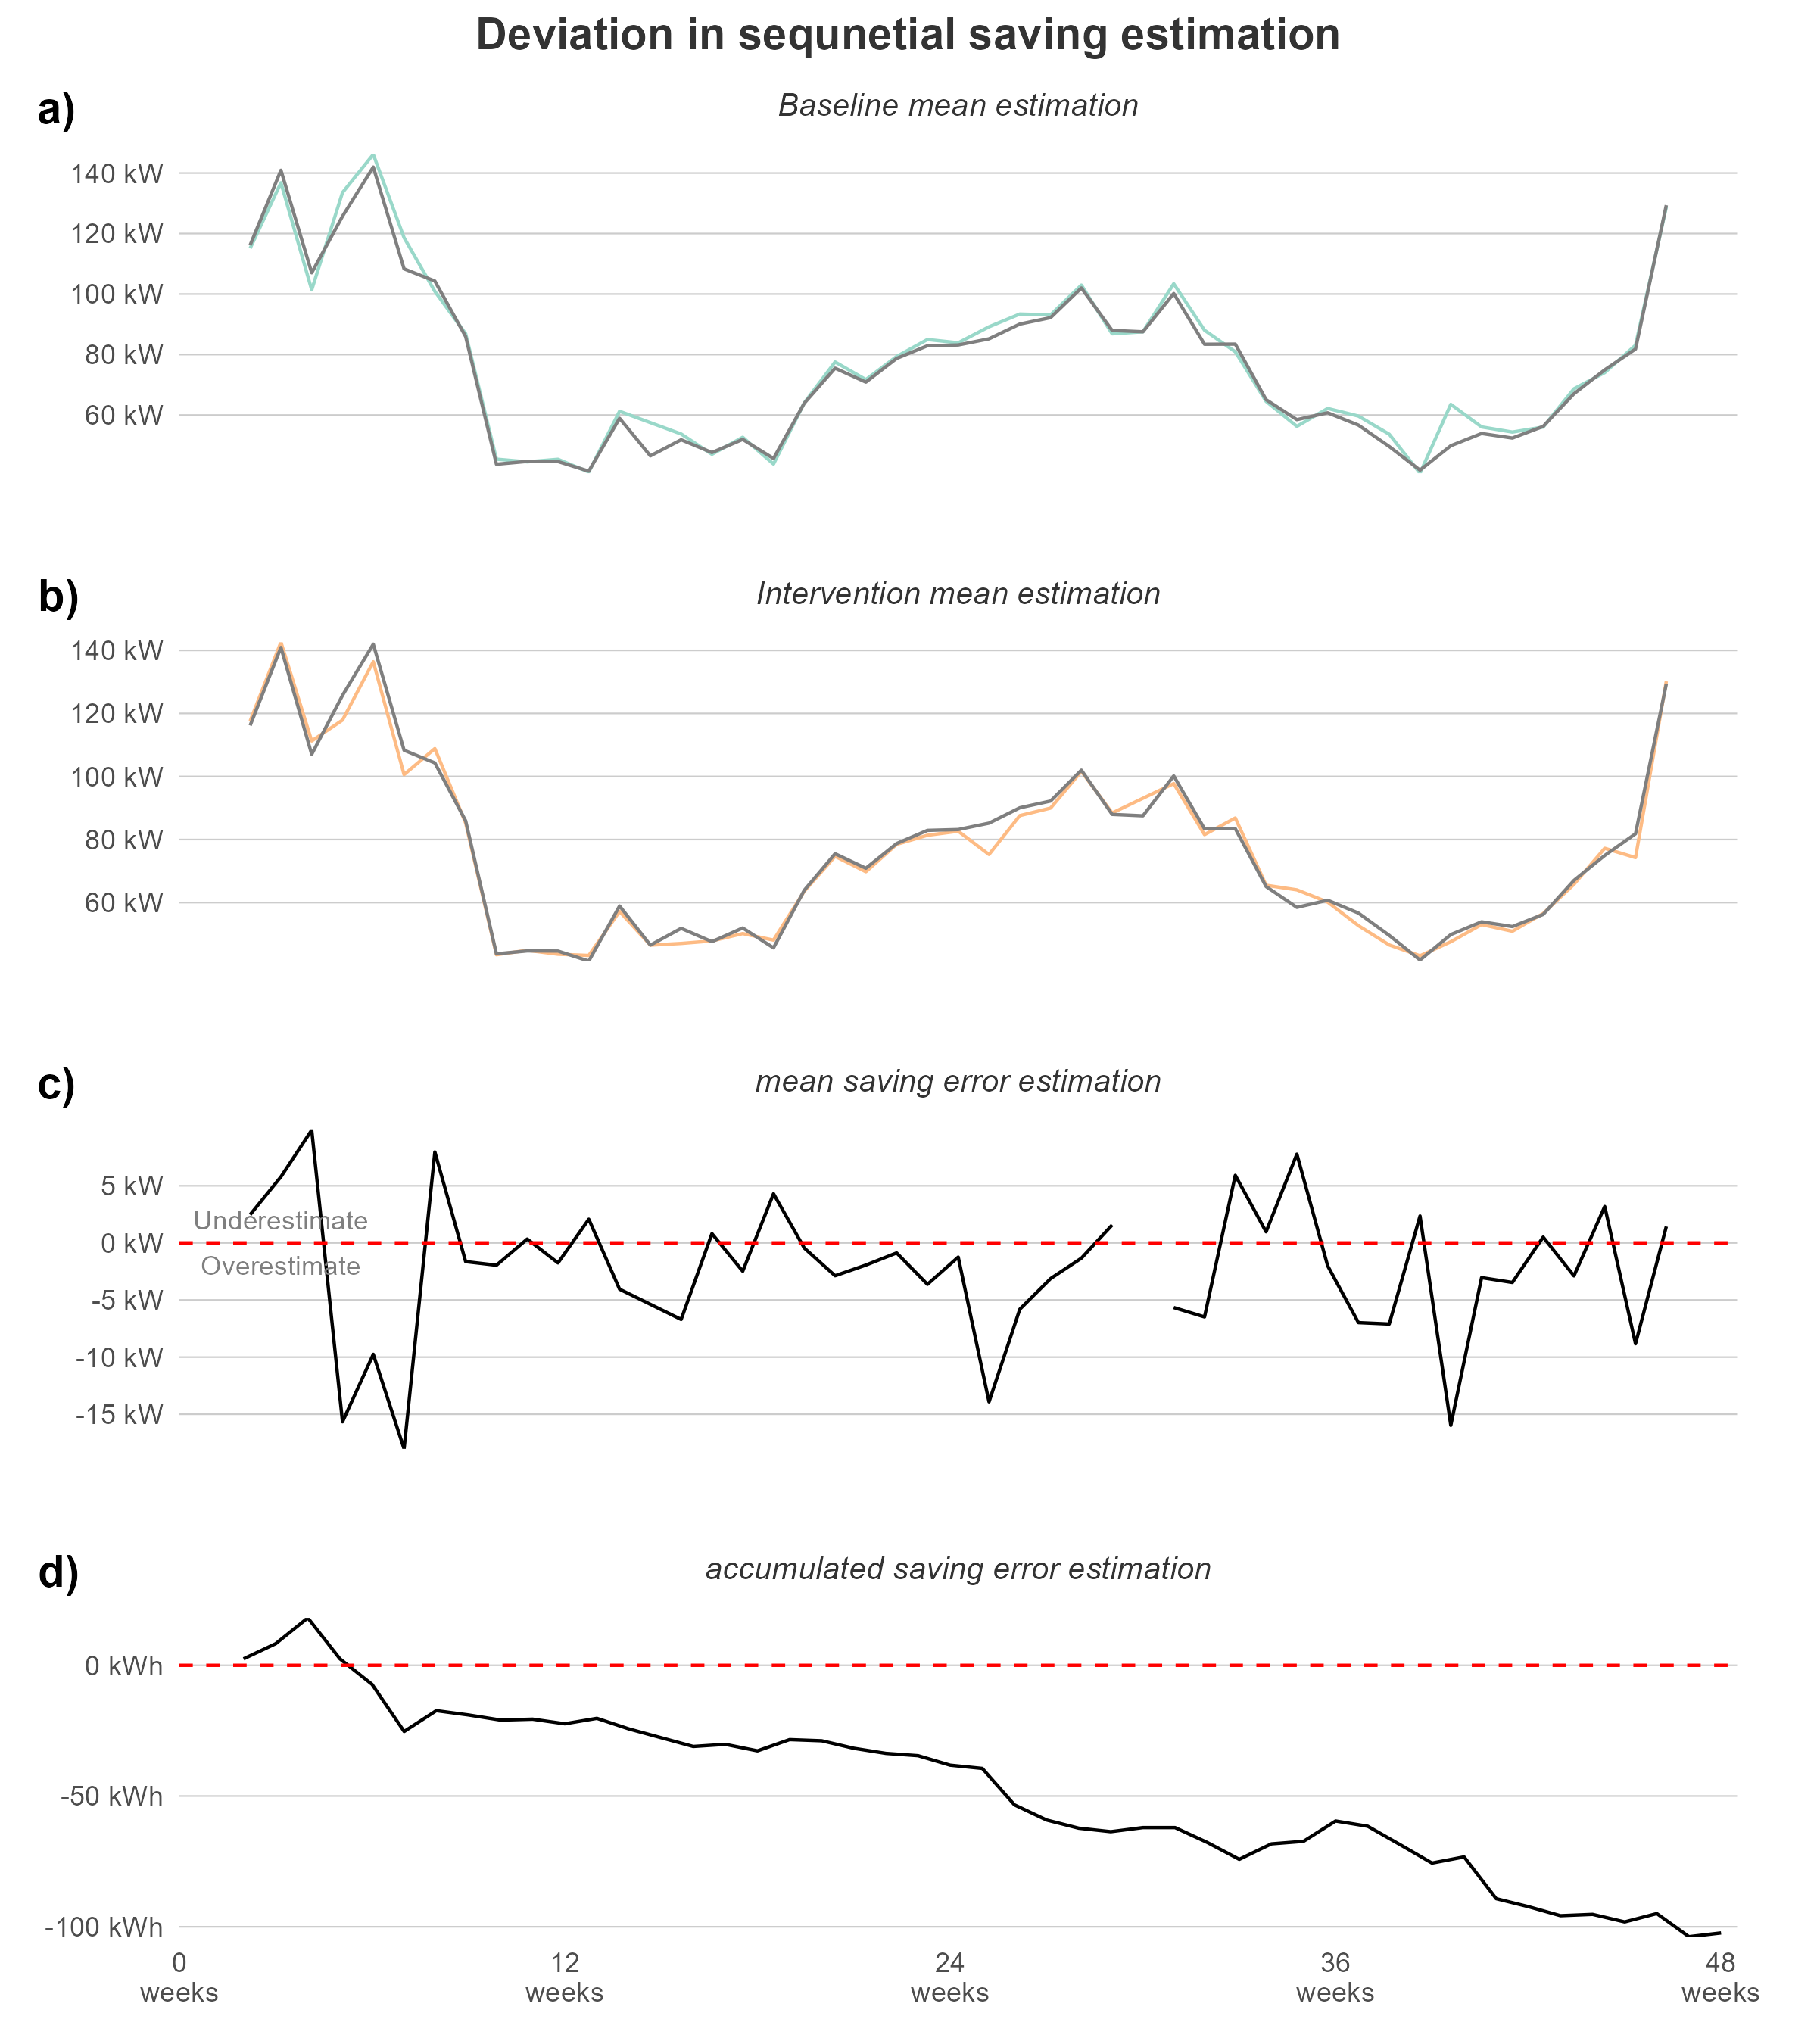 Deviation in sequnetial saving estimation
a)
Baseline mean estimation
140 kW
120 kW
100 kW
80 kW
60 kW
b)
Intervention mean estimation
140 kW
120 kW
100 kW
80 kW
60 kW
c)
mean saving error estimation
5 kW
Underestimate
0 kW
Overestimate
-5 kW
-10 kW
-15 kW
d)
accumulated saving error estimation
0 kWh
-50 kWh
-100 kWh
0 12 24 36 48
weeks weeks weeks weeks weeks